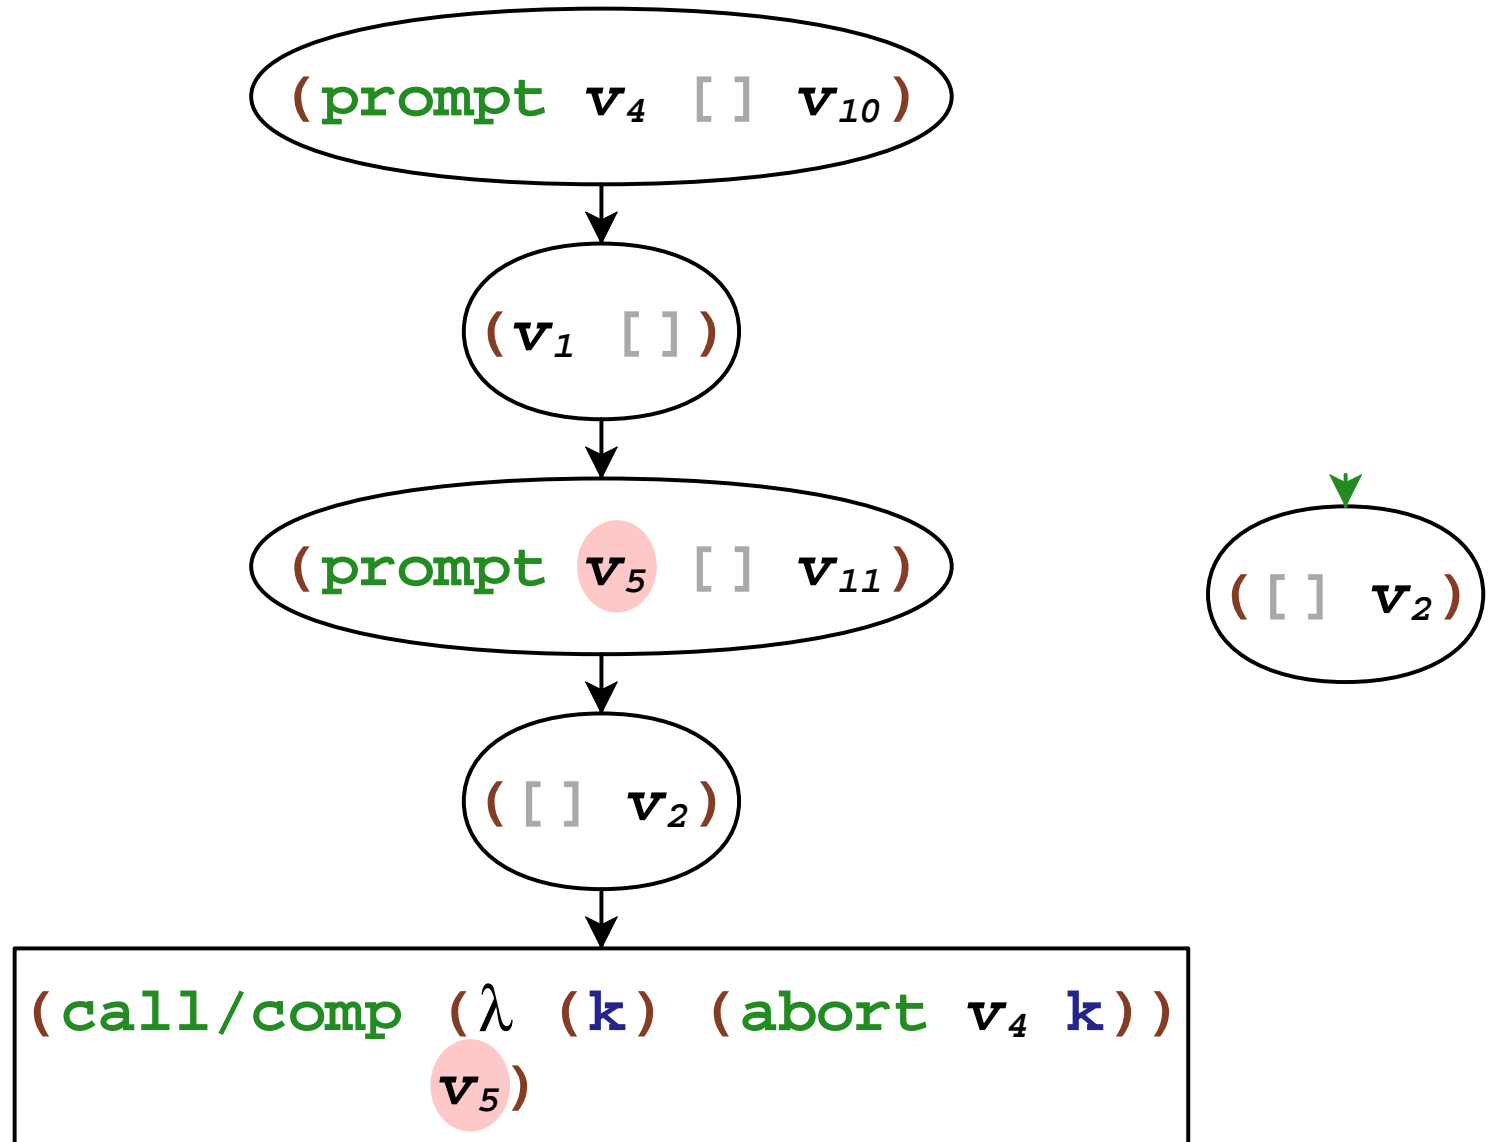 (prompt v₄ [] v₁₀)
(v₁ [])
(prompt v₅ [] v₁₁)
([] v₂)
([] v₂)
(call/comp (λ (k) (abort v₄ k))
v₅)